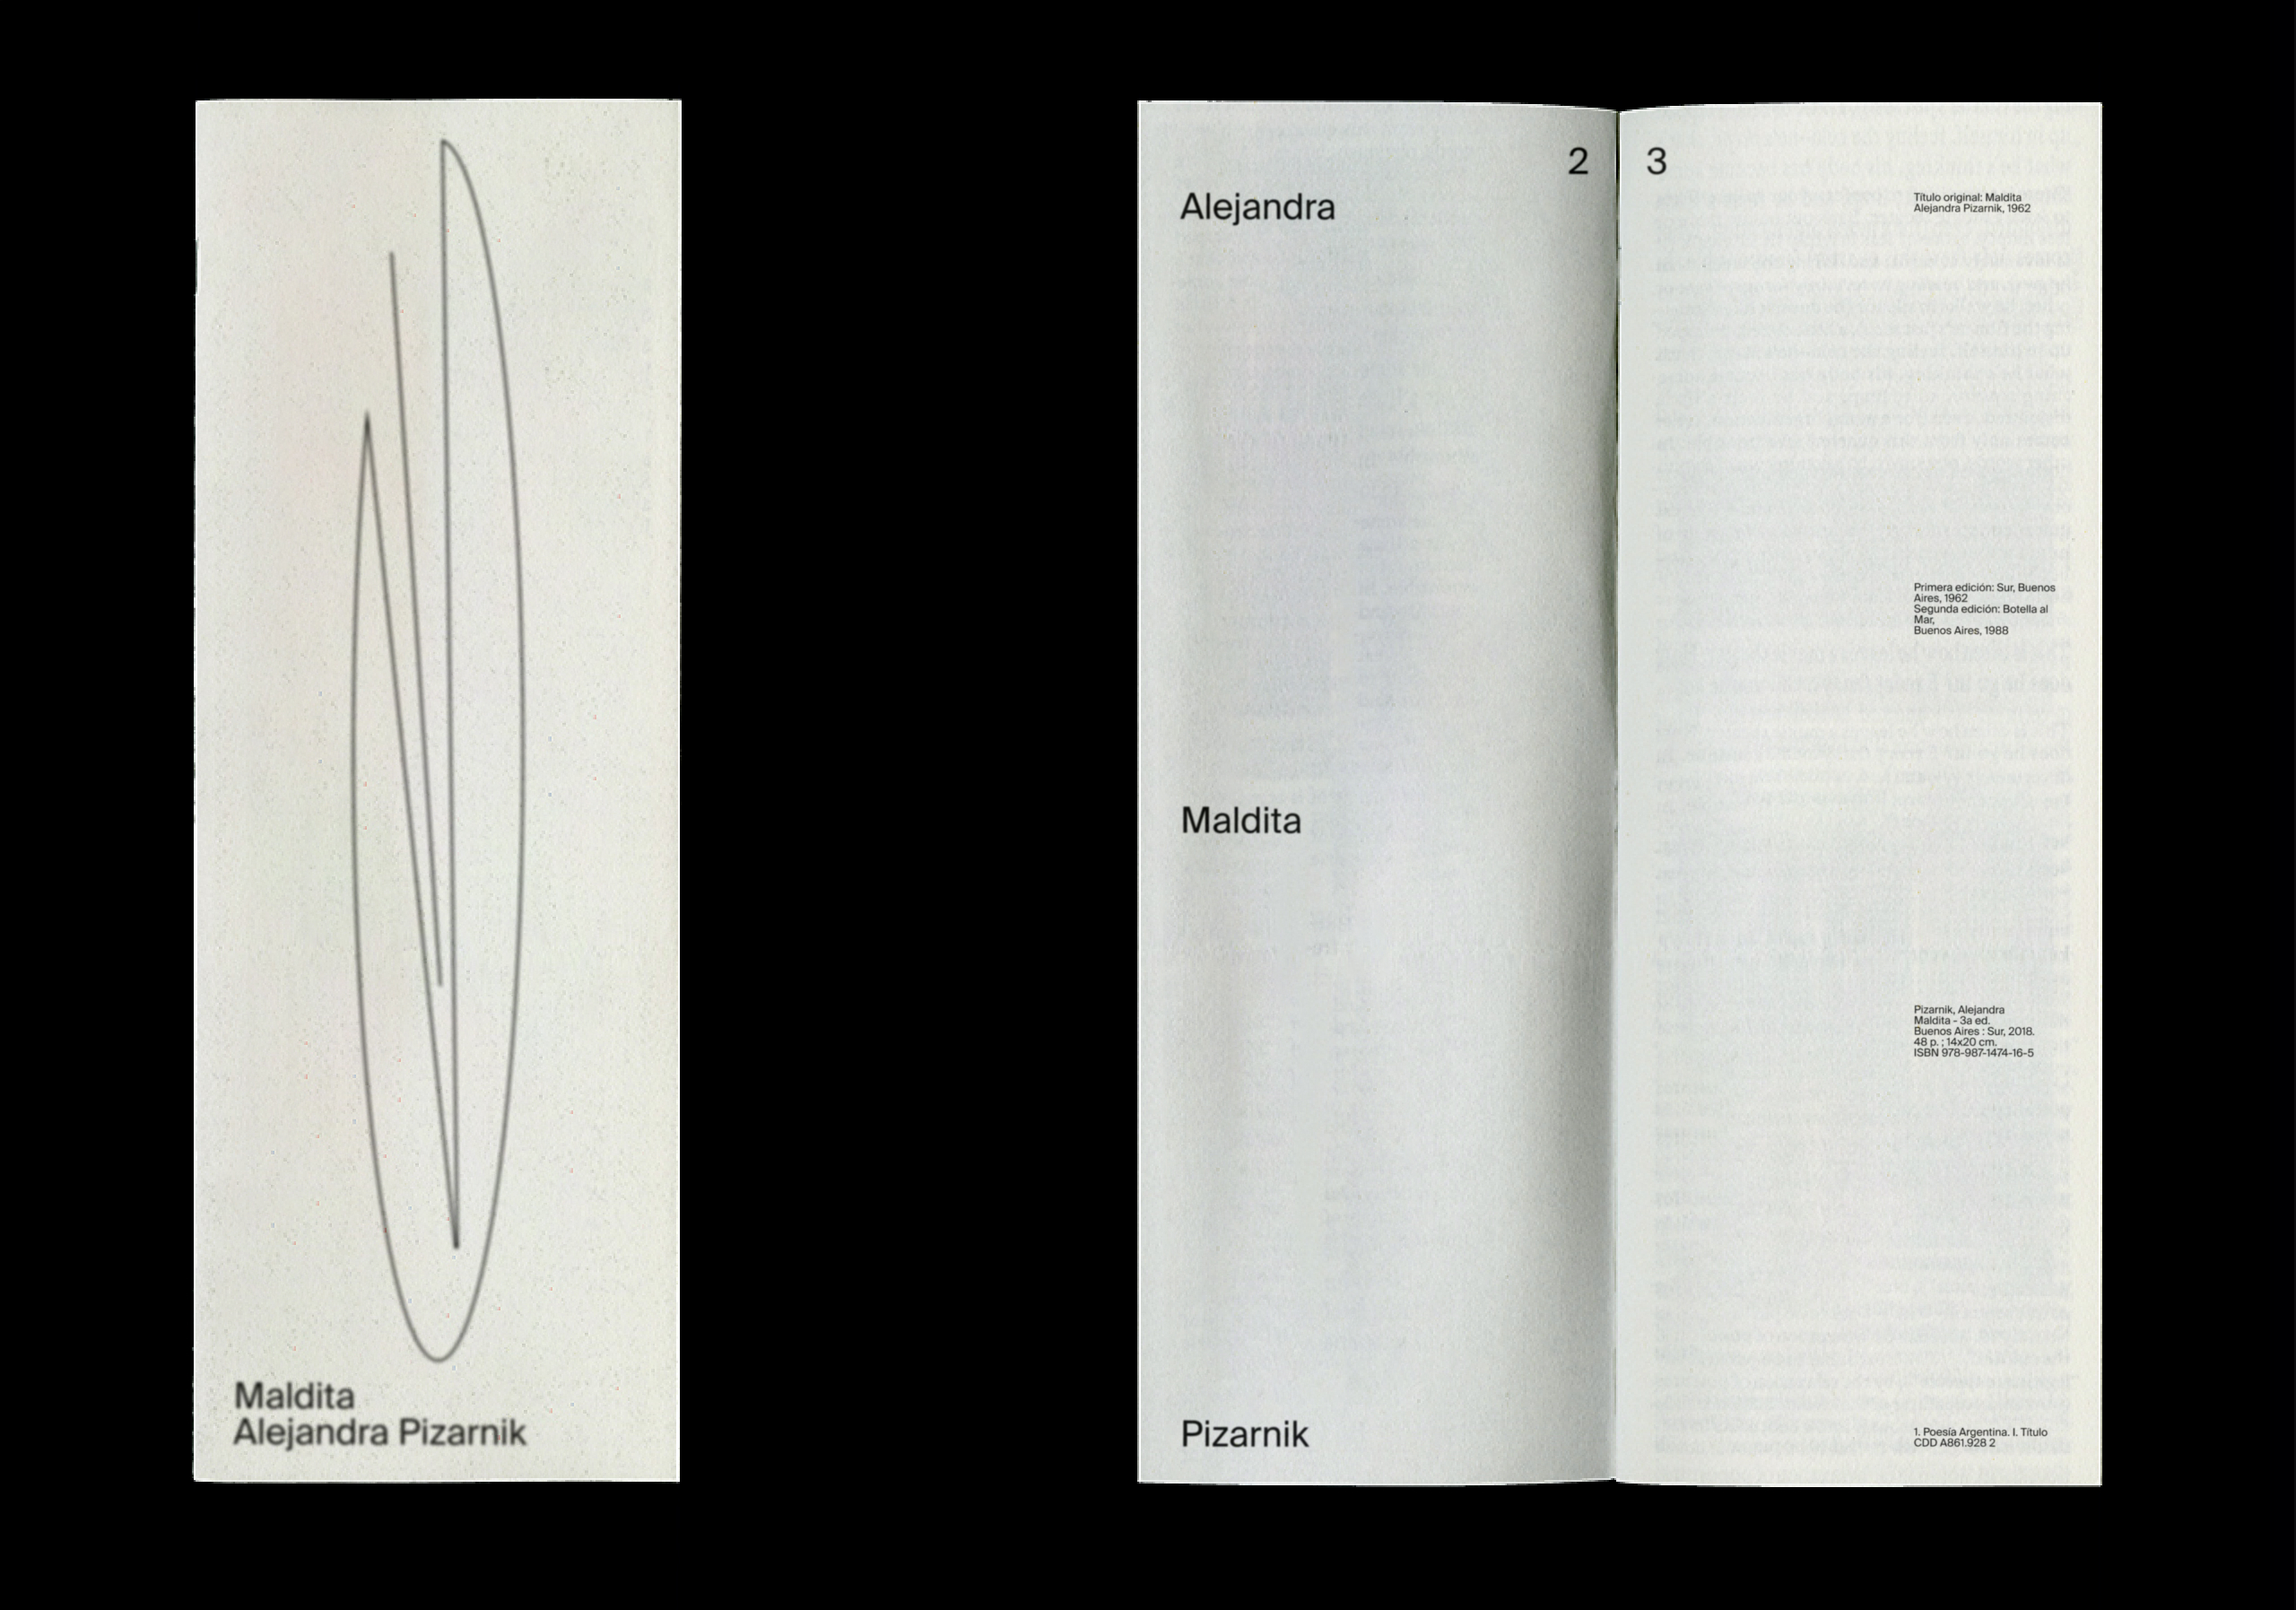 Maldita
Alejandra Pizarnik
2
Alejandra
Maldita
Pizarnik
3
Título original: Maldita
Alejandra Pizarnik, 1962
Primera edición: Sur, Buenos
Aires, 1962
Segunda edición: Botella al
Mar,
Buenos Aires, 1988
Pizarnik, Alejandra
Maldita - 3a ed.
Buenos Aires : Sur, 2018.
48 p. ; 14x20 cm.
ISBN 978-987-1474-16-5
1. Poesía Argentina. I. Título
CDD A861.928 2